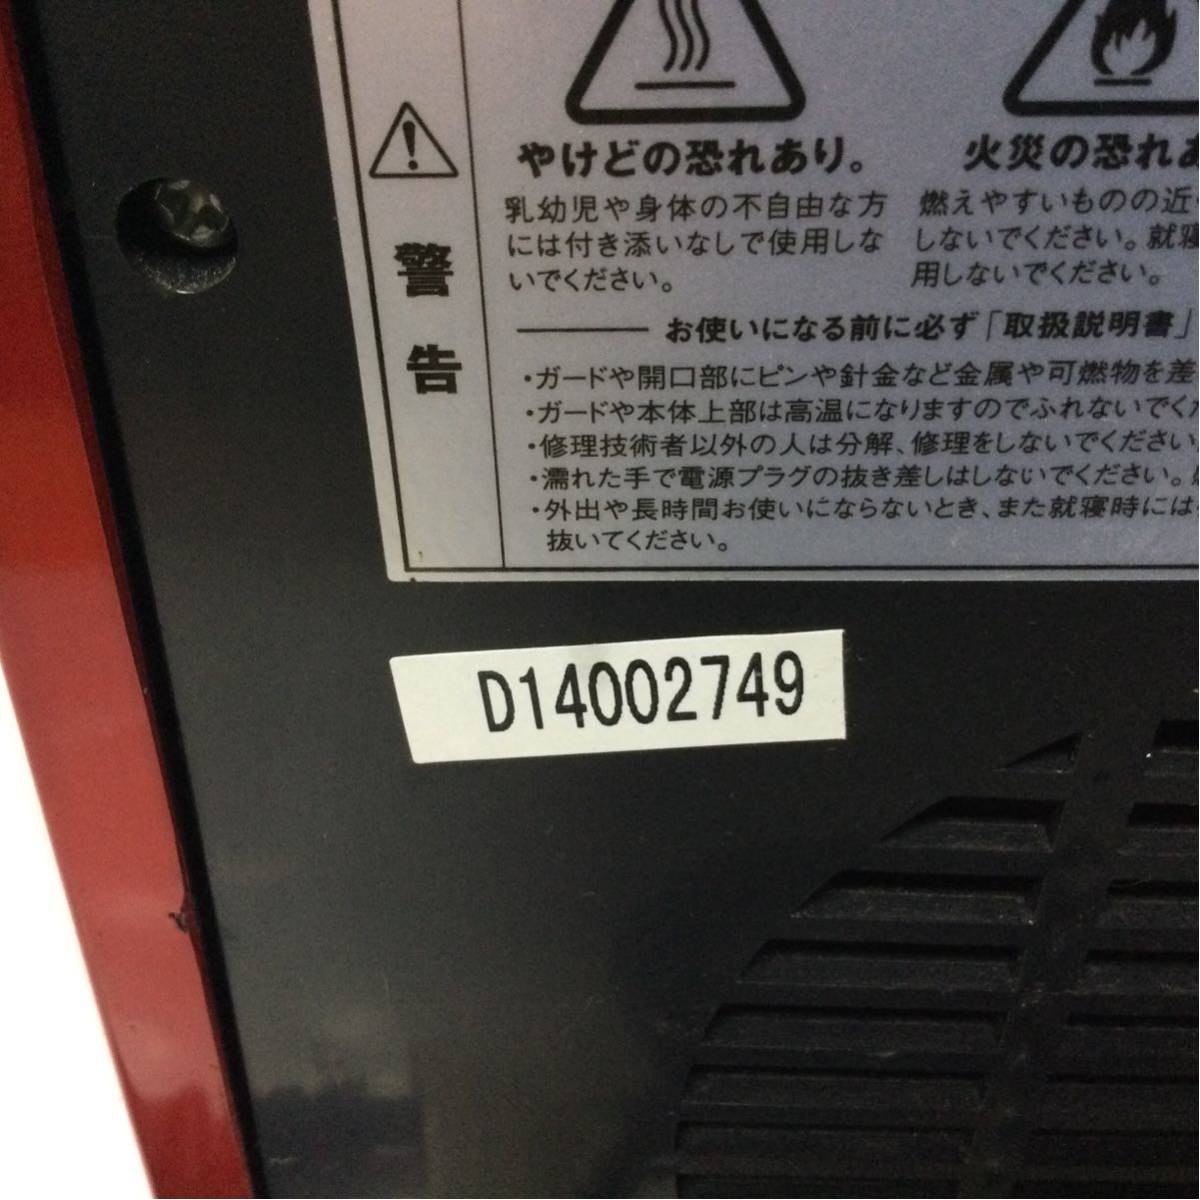 警告
やけどの恐れあり。
乳幼児や身体の不自由な方
には付き添いなしで使用しな
いでください。
火災の恐れ
燃えやすいものの近
しないでください。就寝
用しないでください。
お使いになる前に必ず「取扱説明書」
・ガードや開口部にピンや針金など金属や可燃物を差
・ガードや本体上部は高温になりますのでふれないでくだ
・修理技術者以外の人は分解、修理をしないでください
・濡れた手で電源プラグの抜き差しはしないでください。
・外出や長時間お使いにならないとき、また就寝時には
抜いてください。
D14002749